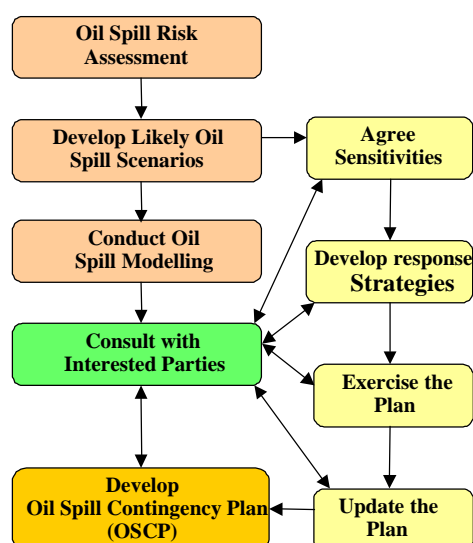 Oil Spill Risk
Assessment
Develop Likely Oil
Spill Scenarios
Agree
Sensitivities
Conduct Oil
Spill Modelling
Develop response
Strategies
Consult with
Interested Parties
Exercise the
Plan
Develop
Oil Spill Contingency Plan
(OSCP)
Update the
Plan